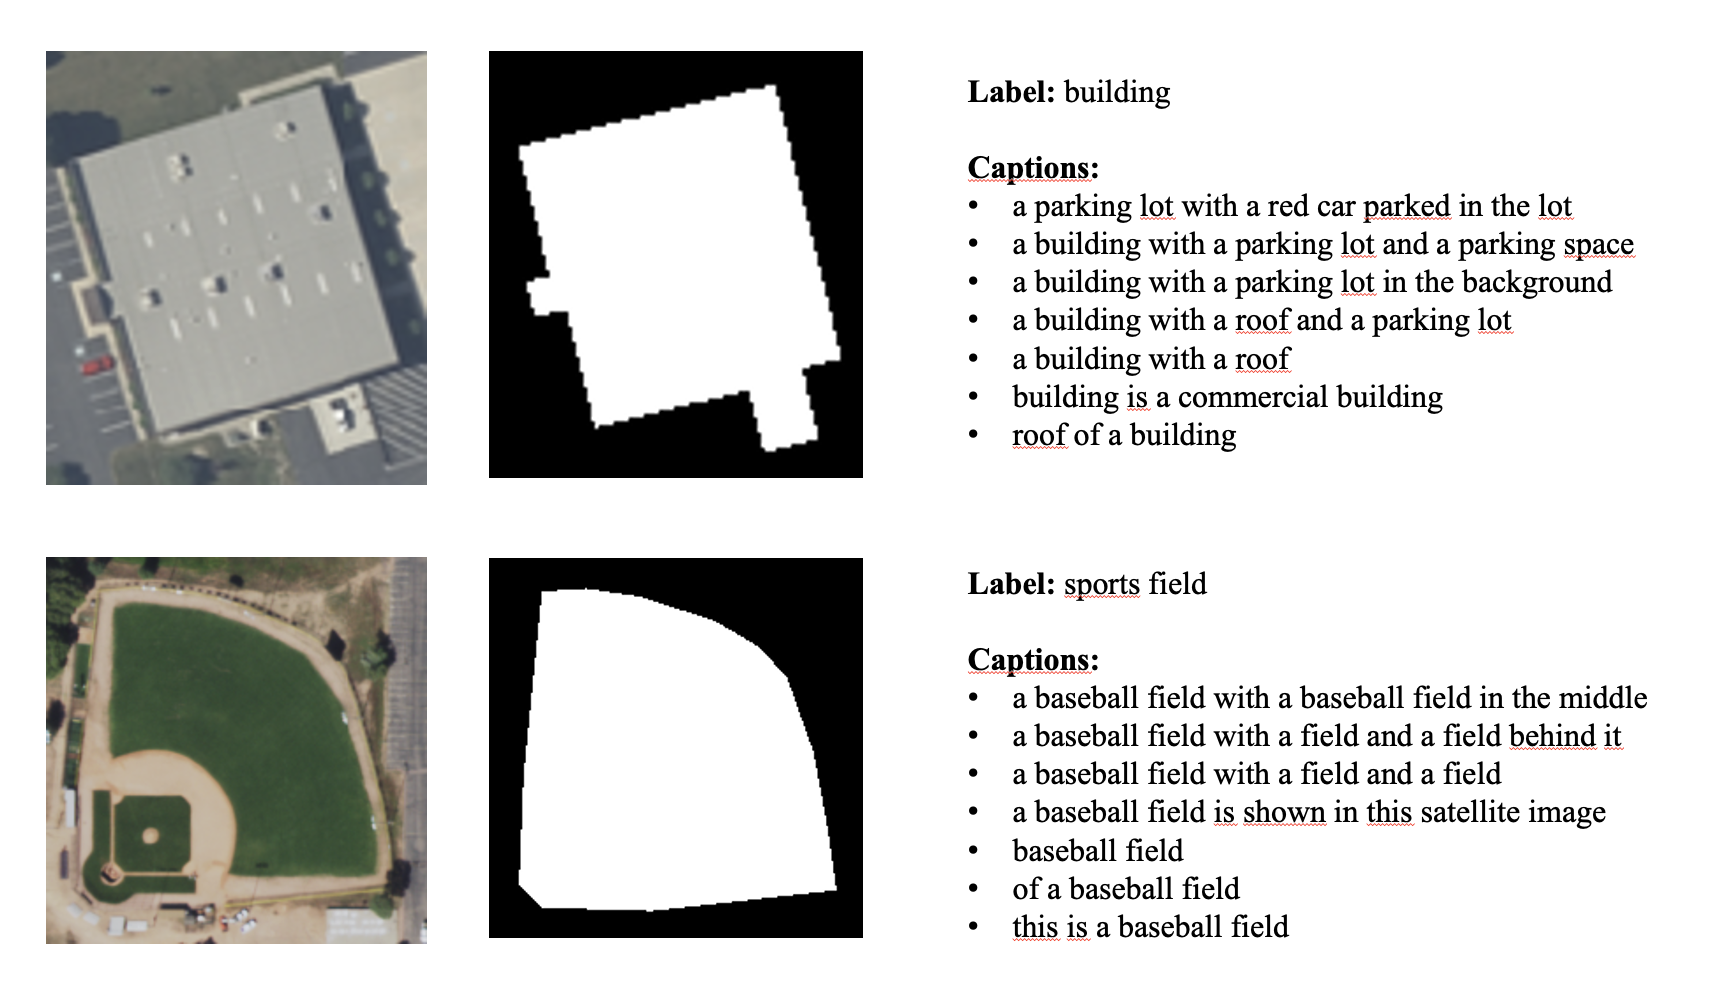 Label: building
Captions:
• a parking lot with a red car parked in the lot
• a building with a parking lot and a parking space
• a building with a parking lot in the background
• a building with a roof and a parking lot
• a building with a roof
• building is a commercial building
• roof of a building
Label: sports field
Captions:
• a baseball field with a baseball field in the middle
• a baseball field with a field and a field behind it
• a baseball field with a field and a field
• a baseball field is shown in this satellite image
• baseball field
• of a baseball field
• this is a baseball field